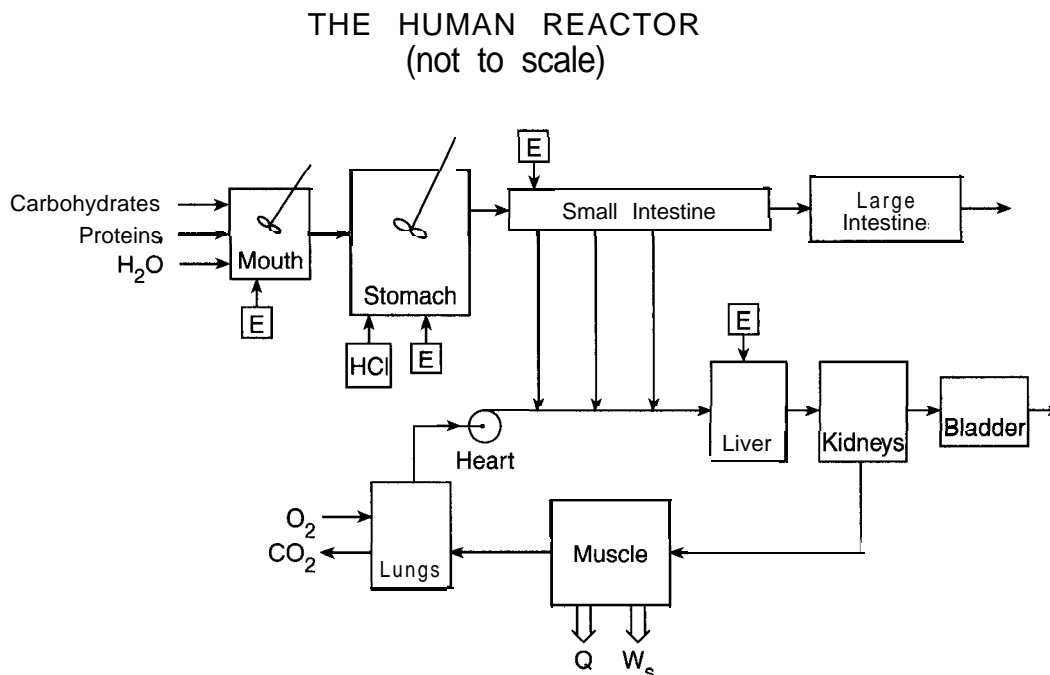 THE HUMAN REACTOR
(not to scale)
E
Carbohydrates
Proteins
H₂O
Mouth
Stomach
Small Intestine
Large
Intestine
E
HCl
E
E
Heart
Liver
Kidneys
Bladder
O₂
CO₂
Lungs
Muscle
Q
Wₛ